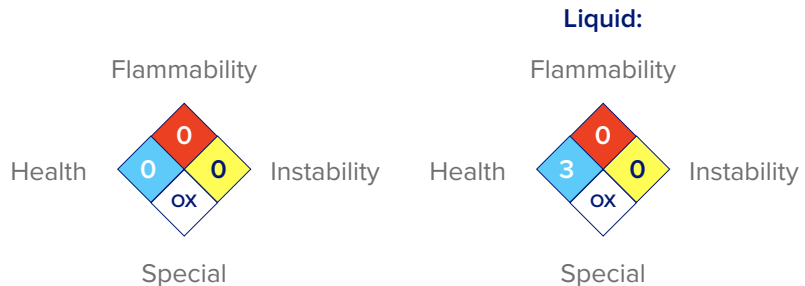 Liquid:
Flammability Flammability
0 0
Health 0 0 Instability Health 3 0 Instability
OX OX
Special Special